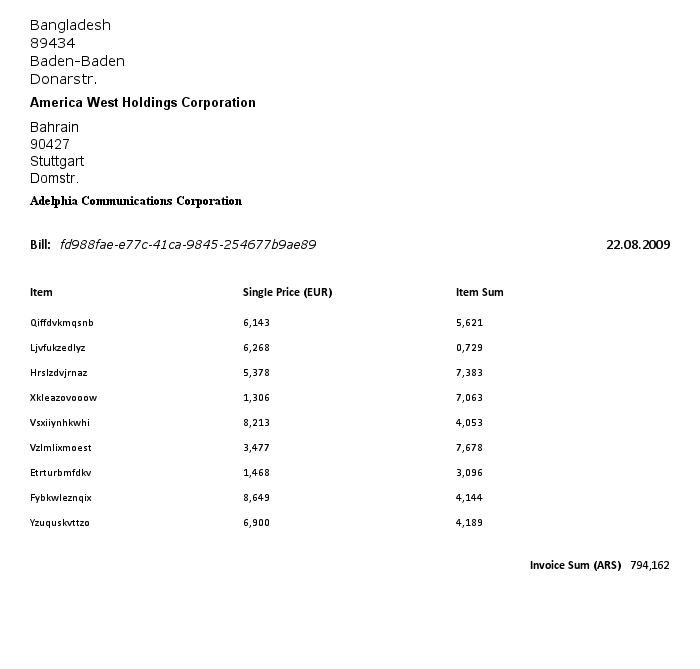 Bangladesh
89434
Baden-Baden
Donarstr.
America West Holdings Corporation
Bahrain
90427
Stuttgart
Domstr.
Adelphia Communications Corporation
Bill: fd988fae-e77c-41ca-9845-254677b9ae89 22.08.2009
Item Single Price (EUR) Item Sum
Qiffdvkmqsnb 6,143 5,621
Ljvfukzedlyz 6,268 0,729
Hrslzdvjrnaz 5,378 7,383
Xkleazovooow 1,306 7,063
Vsxiiynhkwhi 8,213 4,053
Vzlmlixmoest 3,477 7,678
Etrturbmfdkv 1,468 3,096
Fybkwleznqix 8,649 4,144
Yzuquskvttzo 6,900 4,189
Invoice Sum (ARS) 794,162